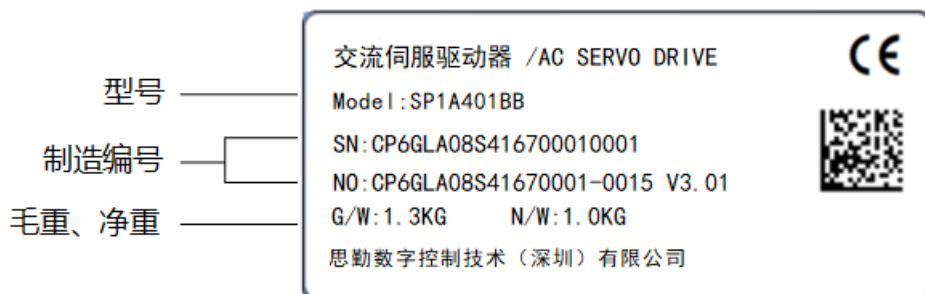 交流伺服驱动器 /AC SERVO DRIVE
CE
型号
Model:SP1A401BB
制造编号
SN:CP6GLA08S416700010001
NO:CP6GLA08S41670001-0015 V3.01
毛重、净重
G/W:1.3KG N/W:1.0KG
思勤数字控制技术（深圳）有限公司